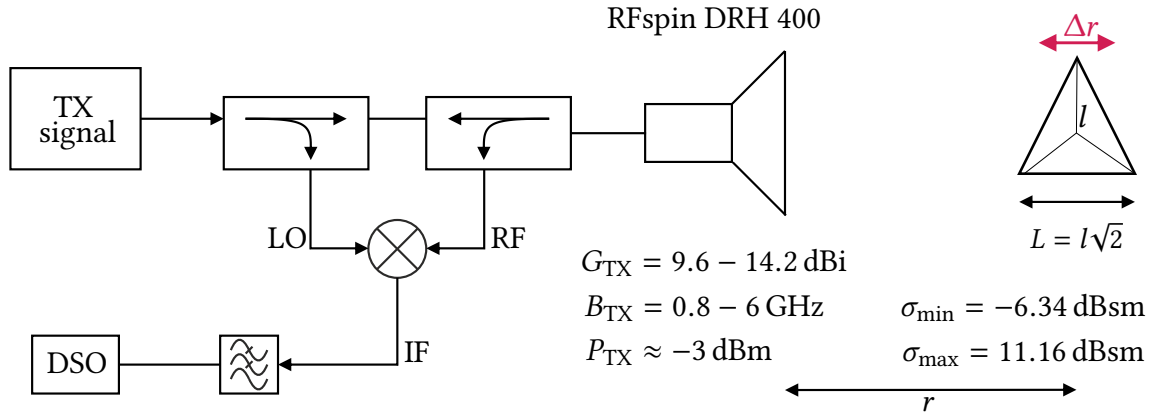 RFspin DRH 400
Δr
TX
signal
l
LO
RF
L = l√2
G_TX = 9.6 − 14.2 dBi
B_TX = 0.8 − 6 GHz
σ_min = −6.34 dBsm
DSO
IF
P_TX ≈ −3 dBm
σ_max = 11.16 dBsm
r